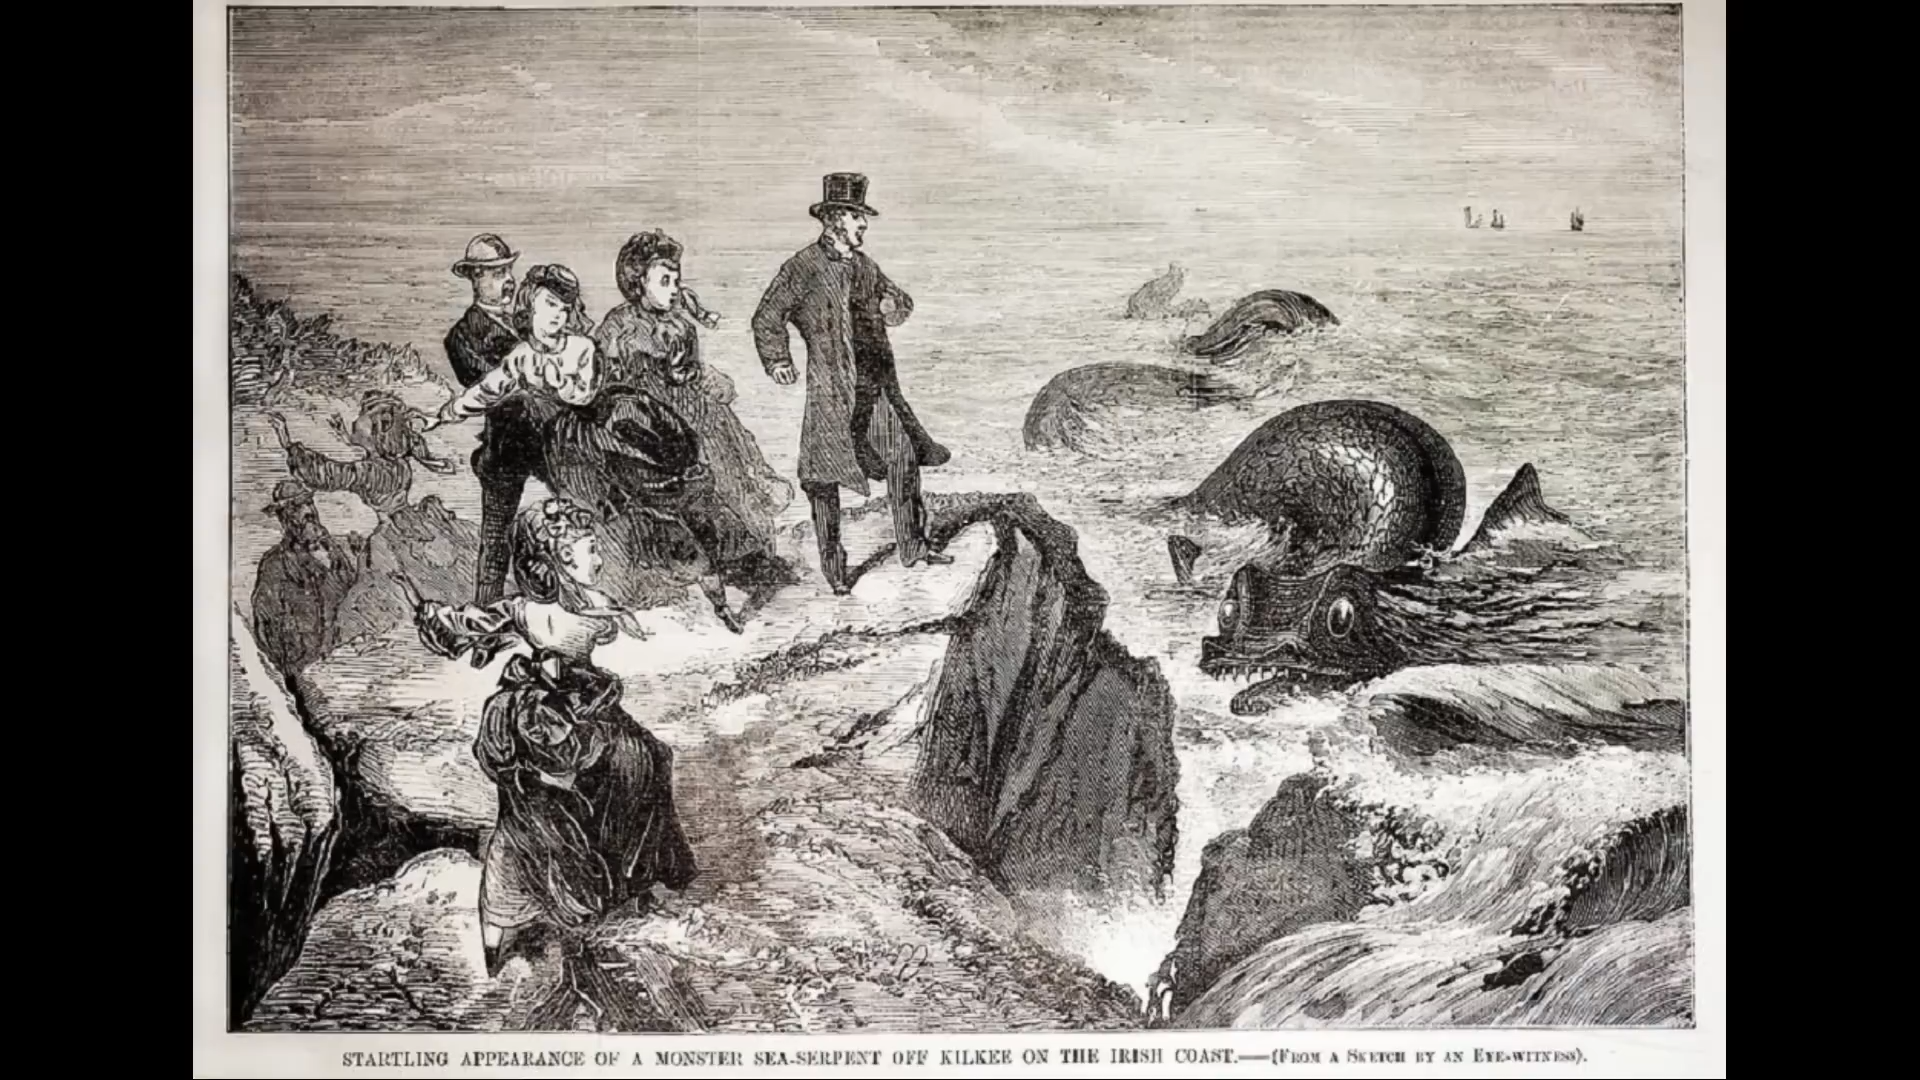 STARTLING APPEARANCE OF A MONSTER SEA-SERPENT OFF KILKEE ON THE IRISH COAST.—(FROM A SKETCH BY AN EYE-WITNESS).